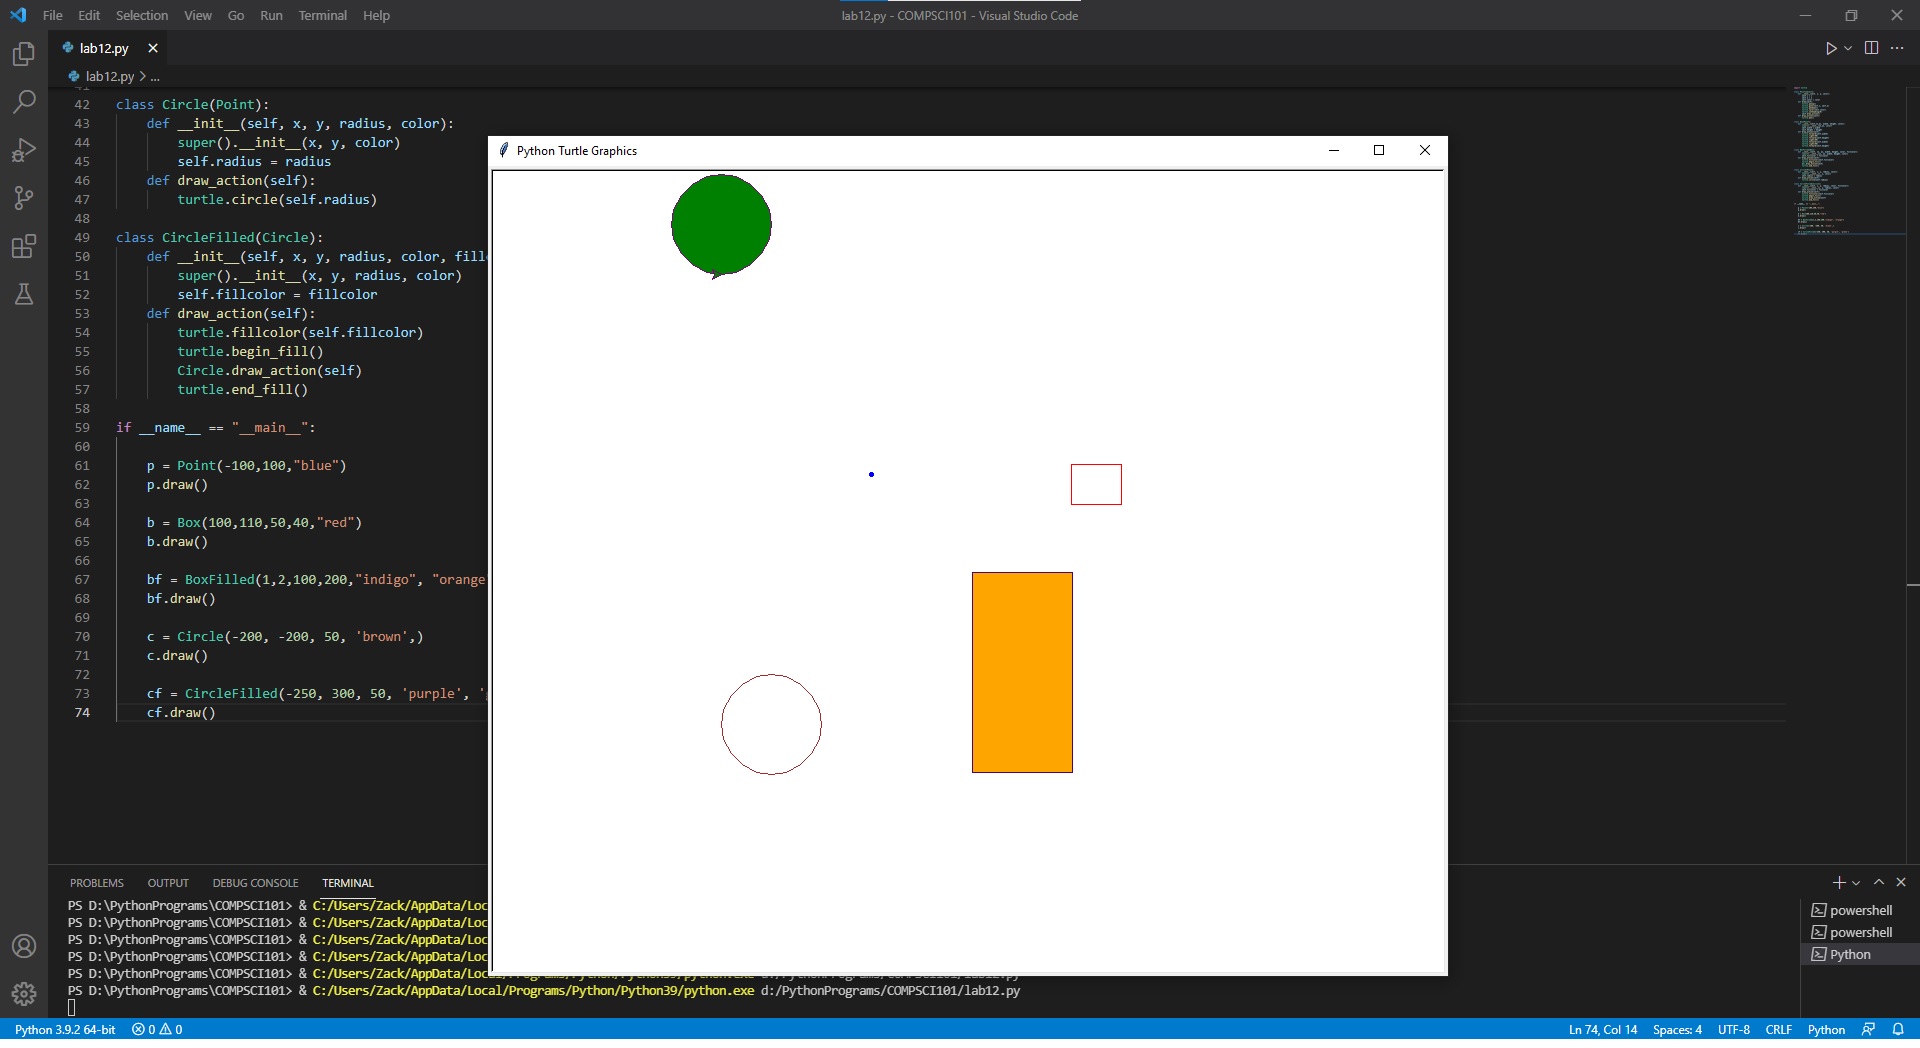 File Edit Selection View Go Run Terminal Help
lab12.py - COMPSCI101 - Visual Studio Code
lab12.py
lab12.py > ...
41
42 class Circle(Point):
43 def __init__(self, x, y, radius, color):
44 super().__init__(x, y, color)
45 self.radius = radius
46 def draw_action(self):
47 turtle.circle(self.radius)
48
49 class CircleFilled(Circle):
50 def __init__(self, x, y, radius, color, fill
51 super().__init__(x, y, radius, color)
52 self.fillcolor = fillcolor
53 def draw_action(self):
54 turtle.fillcolor(self.fillcolor)
55 turtle.begin_fill()
56 Circle.draw_action(self)
57 turtle.end_fill()
58
59 if __name__ == "__main__":
60
61 p = Point(-100,100,"blue")
62 p.draw()
63
64 b = Box(100,110,50,40,"red")
65 b.draw()
66
67 bf = BoxFilled(1,2,100,200,"indigo", "orange
68 bf.draw()
69
70 c = Circle(-200, -200, 50, 'brown',)
71 c.draw()
72
73 cf = CircleFilled(-250, 300, 50, 'purple', '
74 cf.draw()
Python Turtle Graphics
PROBLEMS OUTPUT DEBUG CONSOLE TERMINAL
PS D:\PythonPrograms\COMPSCI101> & C:/Users/Zack/AppData/Loc
PS D:\PythonPrograms\COMPSCI101> & C:/Users/Zack/AppData/Loc
PS D:\PythonPrograms\COMPSCI101> & C:/Users/Zack/AppData/Loc
PS D:\PythonPrograms\COMPSCI101> & C:/Users/Zack/AppData/Loc
PS D:\PythonPrograms\COMPSCI101> & C:/Users/Zack/AppData/Local/Programs/Python/Python39/python.exe d:/PythonPrograms/COMPSCI101/lab12.py
PS D:\PythonPrograms\COMPSCI101> & C:/Users/Zack/AppData/Local/Programs/Python/Python39/python.exe d:/PythonPrograms/COMPSCI101/lab12.py
powershell
powershell
Python
Python 3.9.2 64-bit 0 0 Ln 74, Col 14 Spaces: 4 UTF-8 CRLF Python